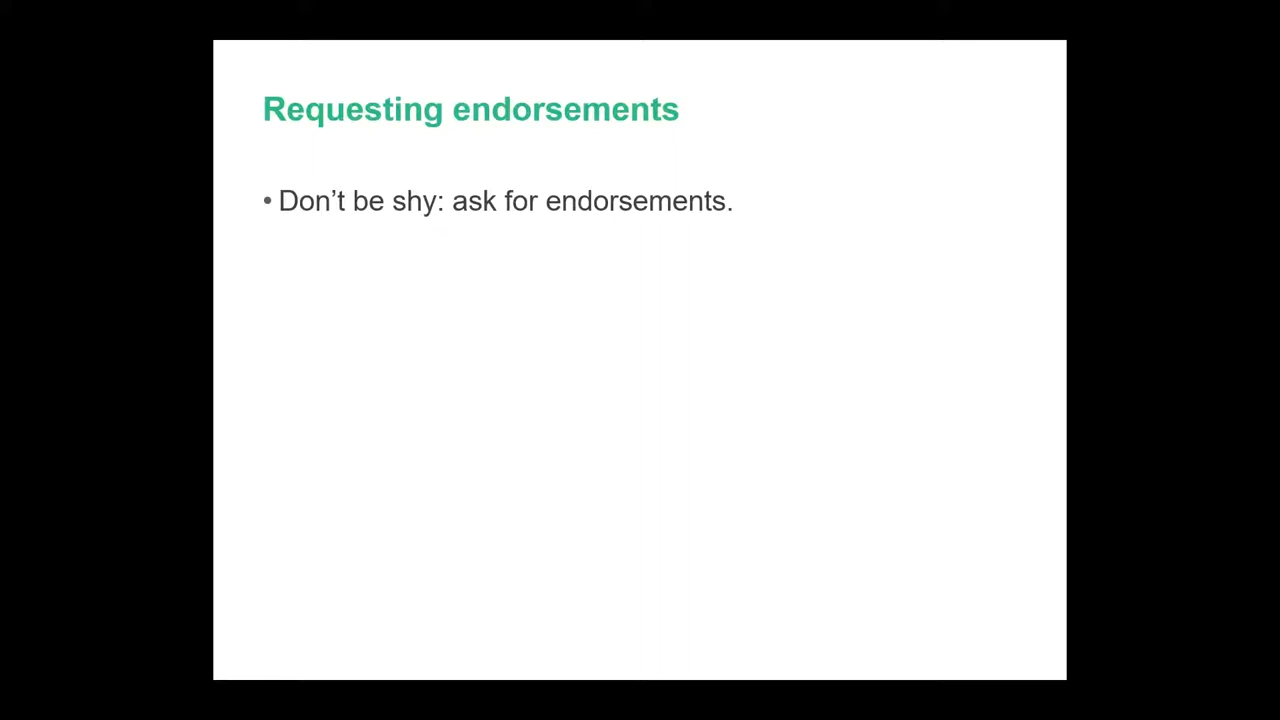 Requesting endorsements
• Don’t be shy: ask for endorsements.